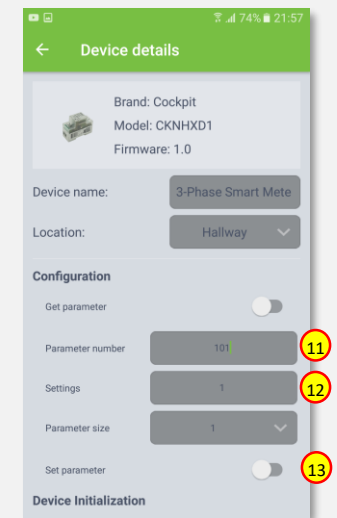 74% 21:57
Device details
Brand: Cockpit
Model: CKNHXD1
Firmware: 1.0
Device name: 3-Phase Smart Mete
Location: Hallway
Configuration
Get parameter
Parameter number 101 11
Settings 1 12
Parameter size 1
Set parameter 13
Device Initialization